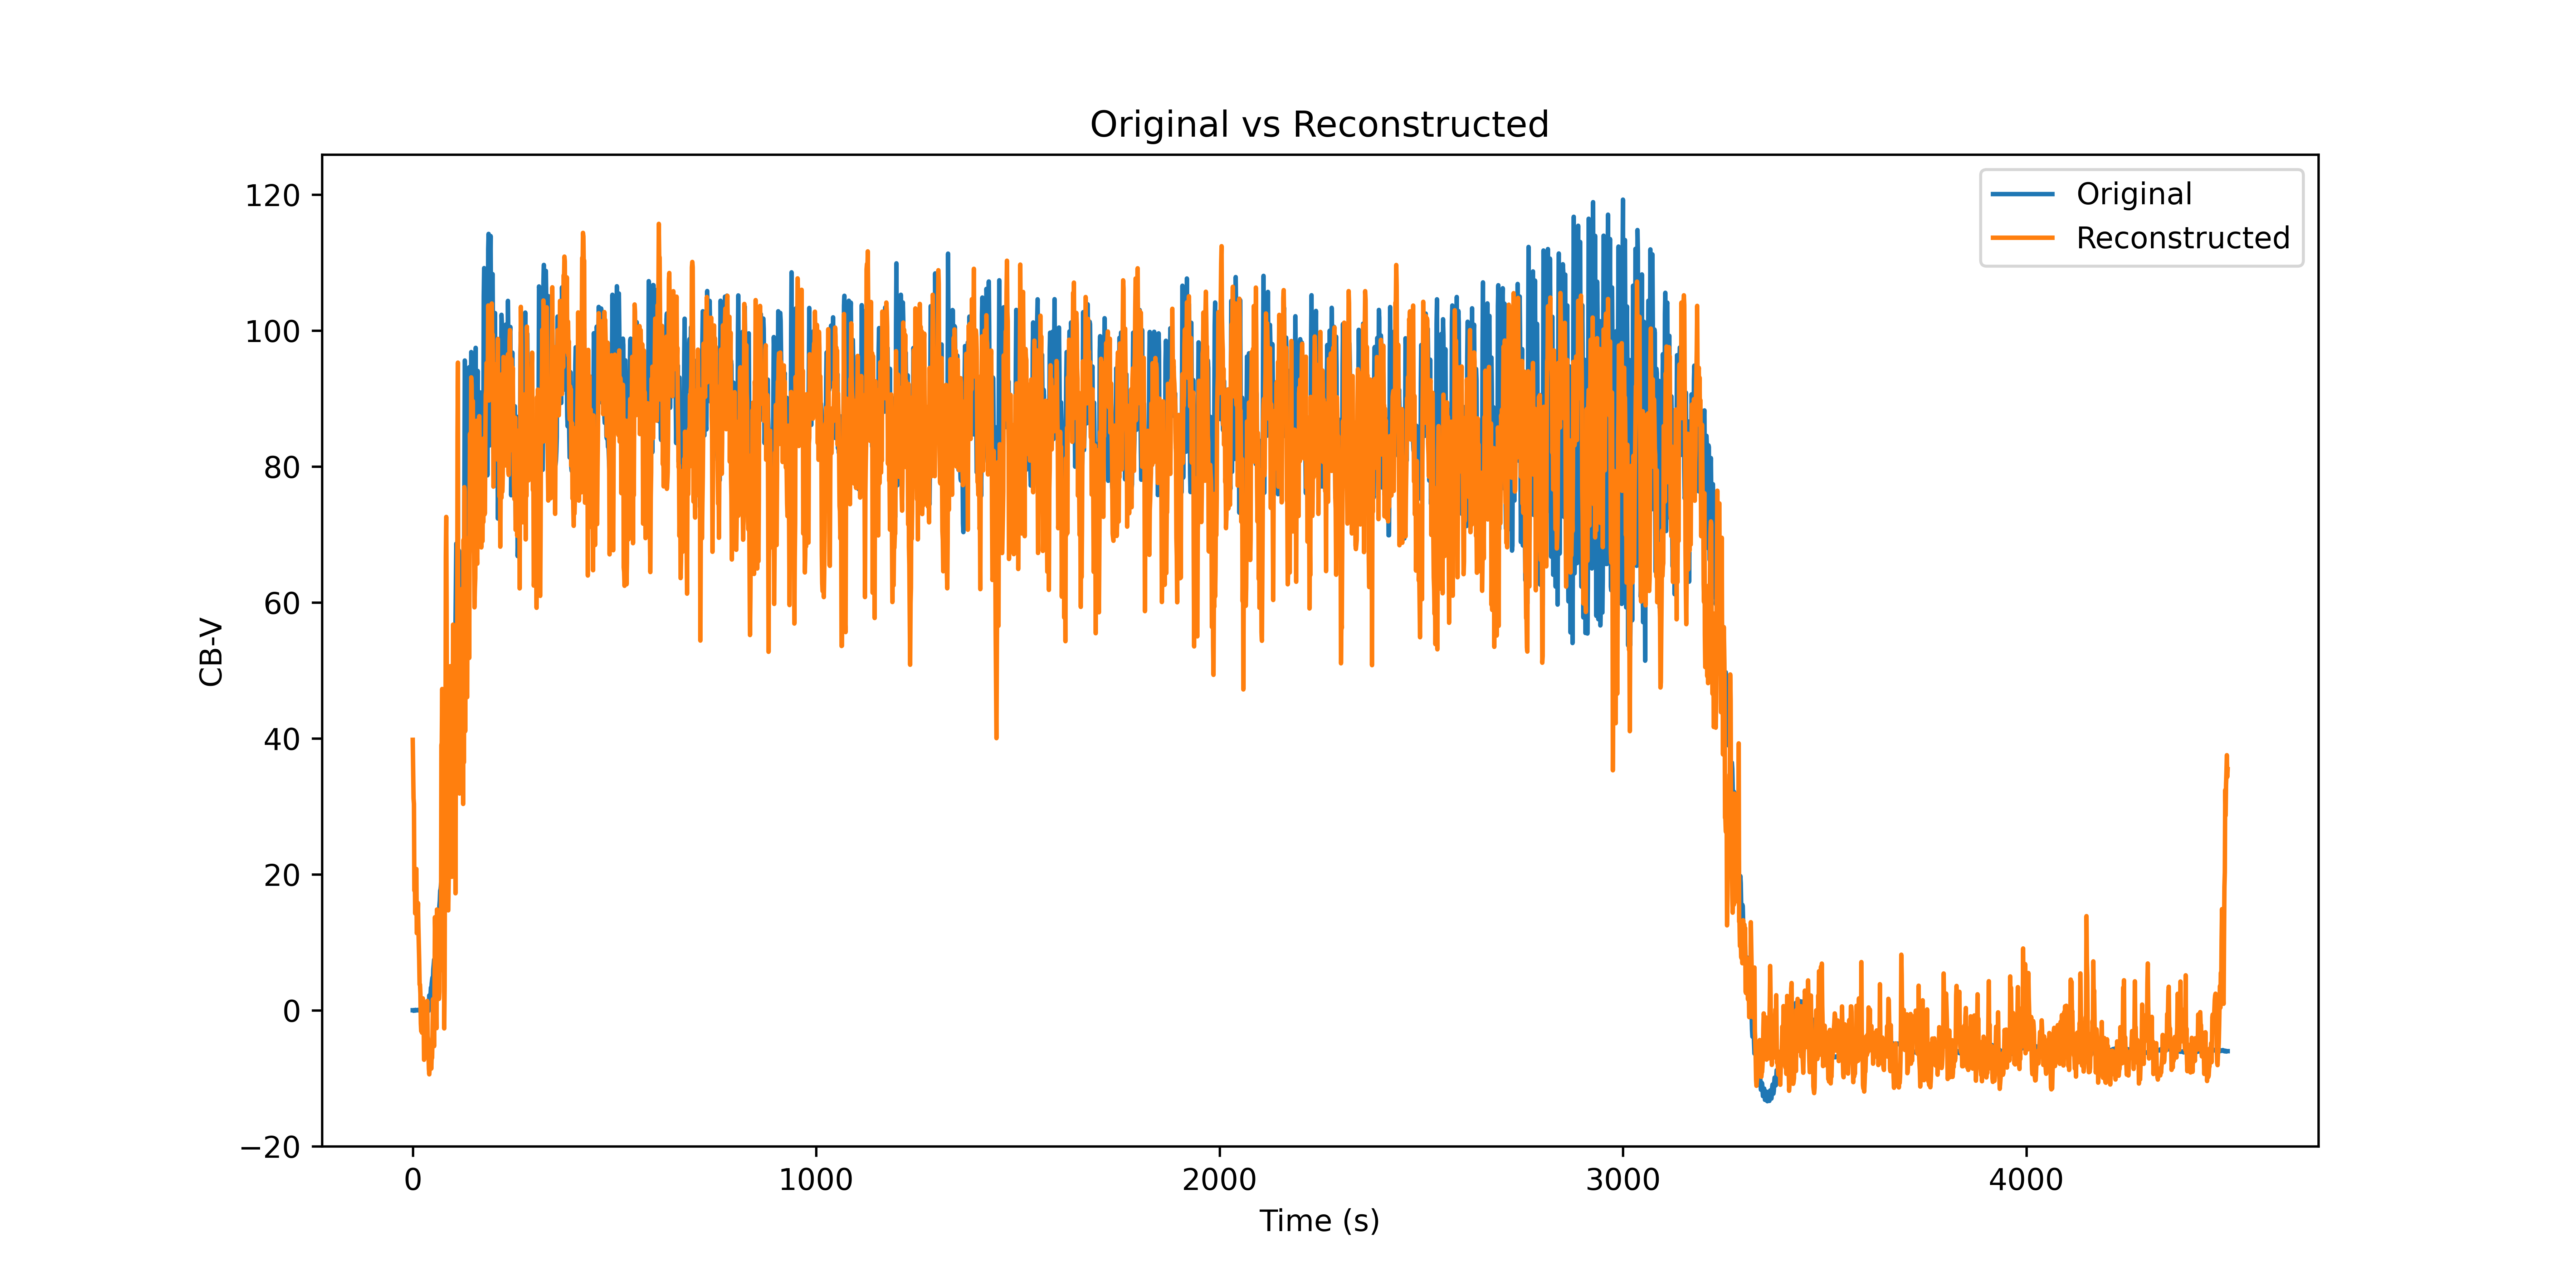 Original vs Reconstructed
Original
Reconstructed
120
100
80
60
40
20
0
−20
CB-V
0 1000 2000 3000 4000
Time (s)